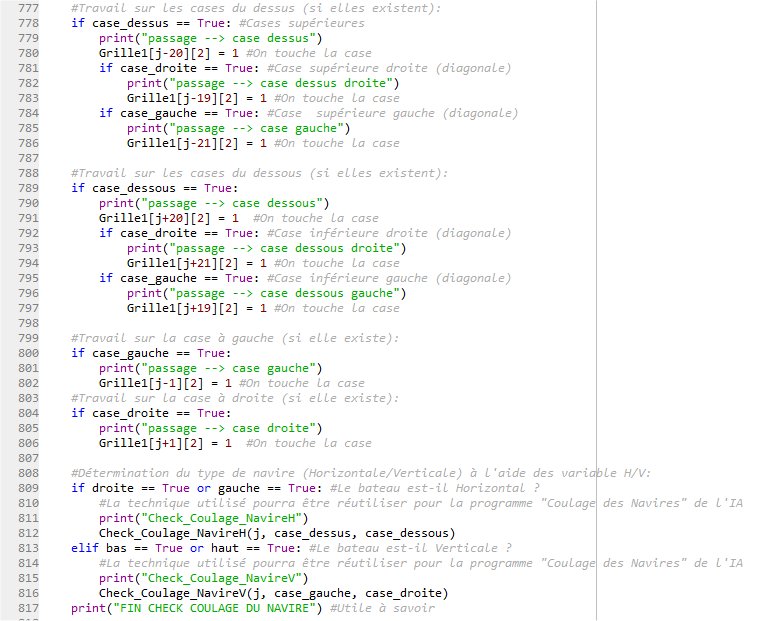 777 #Travail sur les cases du dessus (si elles existent):
778 if case_dessus == True: #Cases supérieures
779 print("passage --> case dessus")
780 Grille1[j-20][2] = 1 #On touche la case
781 if case_droite == True: #Case supérieure droite (diagonale)
782 print("passage --> case dessus droite")
783 Grille1[j-19][2] = 1 #On touche la case
784 if case_gauche == True: #Case  supérieure gauche (diagonale)
785 print("passage --> case gauche")
786 Grille1[j-21][2] = 1 #On touche la case
787
788 #Travail sur les cases du dessous (si elles existent):
789 if case_dessous == True:
790 print("passage --> case dessous")
791 Grille1[j+20][2] = 1  #On touche la case
792 if case_droite == True: #Case inférieure droite (diagonale)
793 print("passage --> case dessous droite")
794 Grille1[j+21][2] = 1 #On touche la case
795 if case_gauche == True: #Case inférieure gauche (diagonale)
796 print("passage --> case dessous gauche")
797 Grille1[j+19][2] = 1 #On touche la case
798
799 #Travail sur la case à gauche (si elle existe):
800 if case_gauche == True:
801 print("passage --> case gauche")
802 Grille1[j-1][2] = 1 #On touche la case
803 #Travail sur la case à droite (si elle existe):
804 if case_droite == True:
805 print("passage --> case droite")
806 Grille1[j+1][2] = 1  #On touche la case
807
808 #Détermination du type de navire (Horizontale/Verticale) à l'aide des variable H/V:
809 if droite == True or gauche == True: #Le bateau est-il Horizontal ?
810 #La technique utilisé pourra être réutiliser pour la programme "Coulage des Navires" de l'IA
811 print("Check_Coulage_NavireH")
812 Check_Coulage_NavireH(j, case_dessus, case_dessous)
813 elif bas == True or haut == True: #Le bateau est-il Verticale ?
814 #La technique utilisé pourra être réutiliser pour la programme "Coulage des Navires" de l'IA
815 print("Check_Coulage_NavireV")
816 Check_Coulage_NavireV(j, case_gauche, case_droite)
817 print("FIN CHECK COULAGE DU NAVIRE") #Utile à savoir